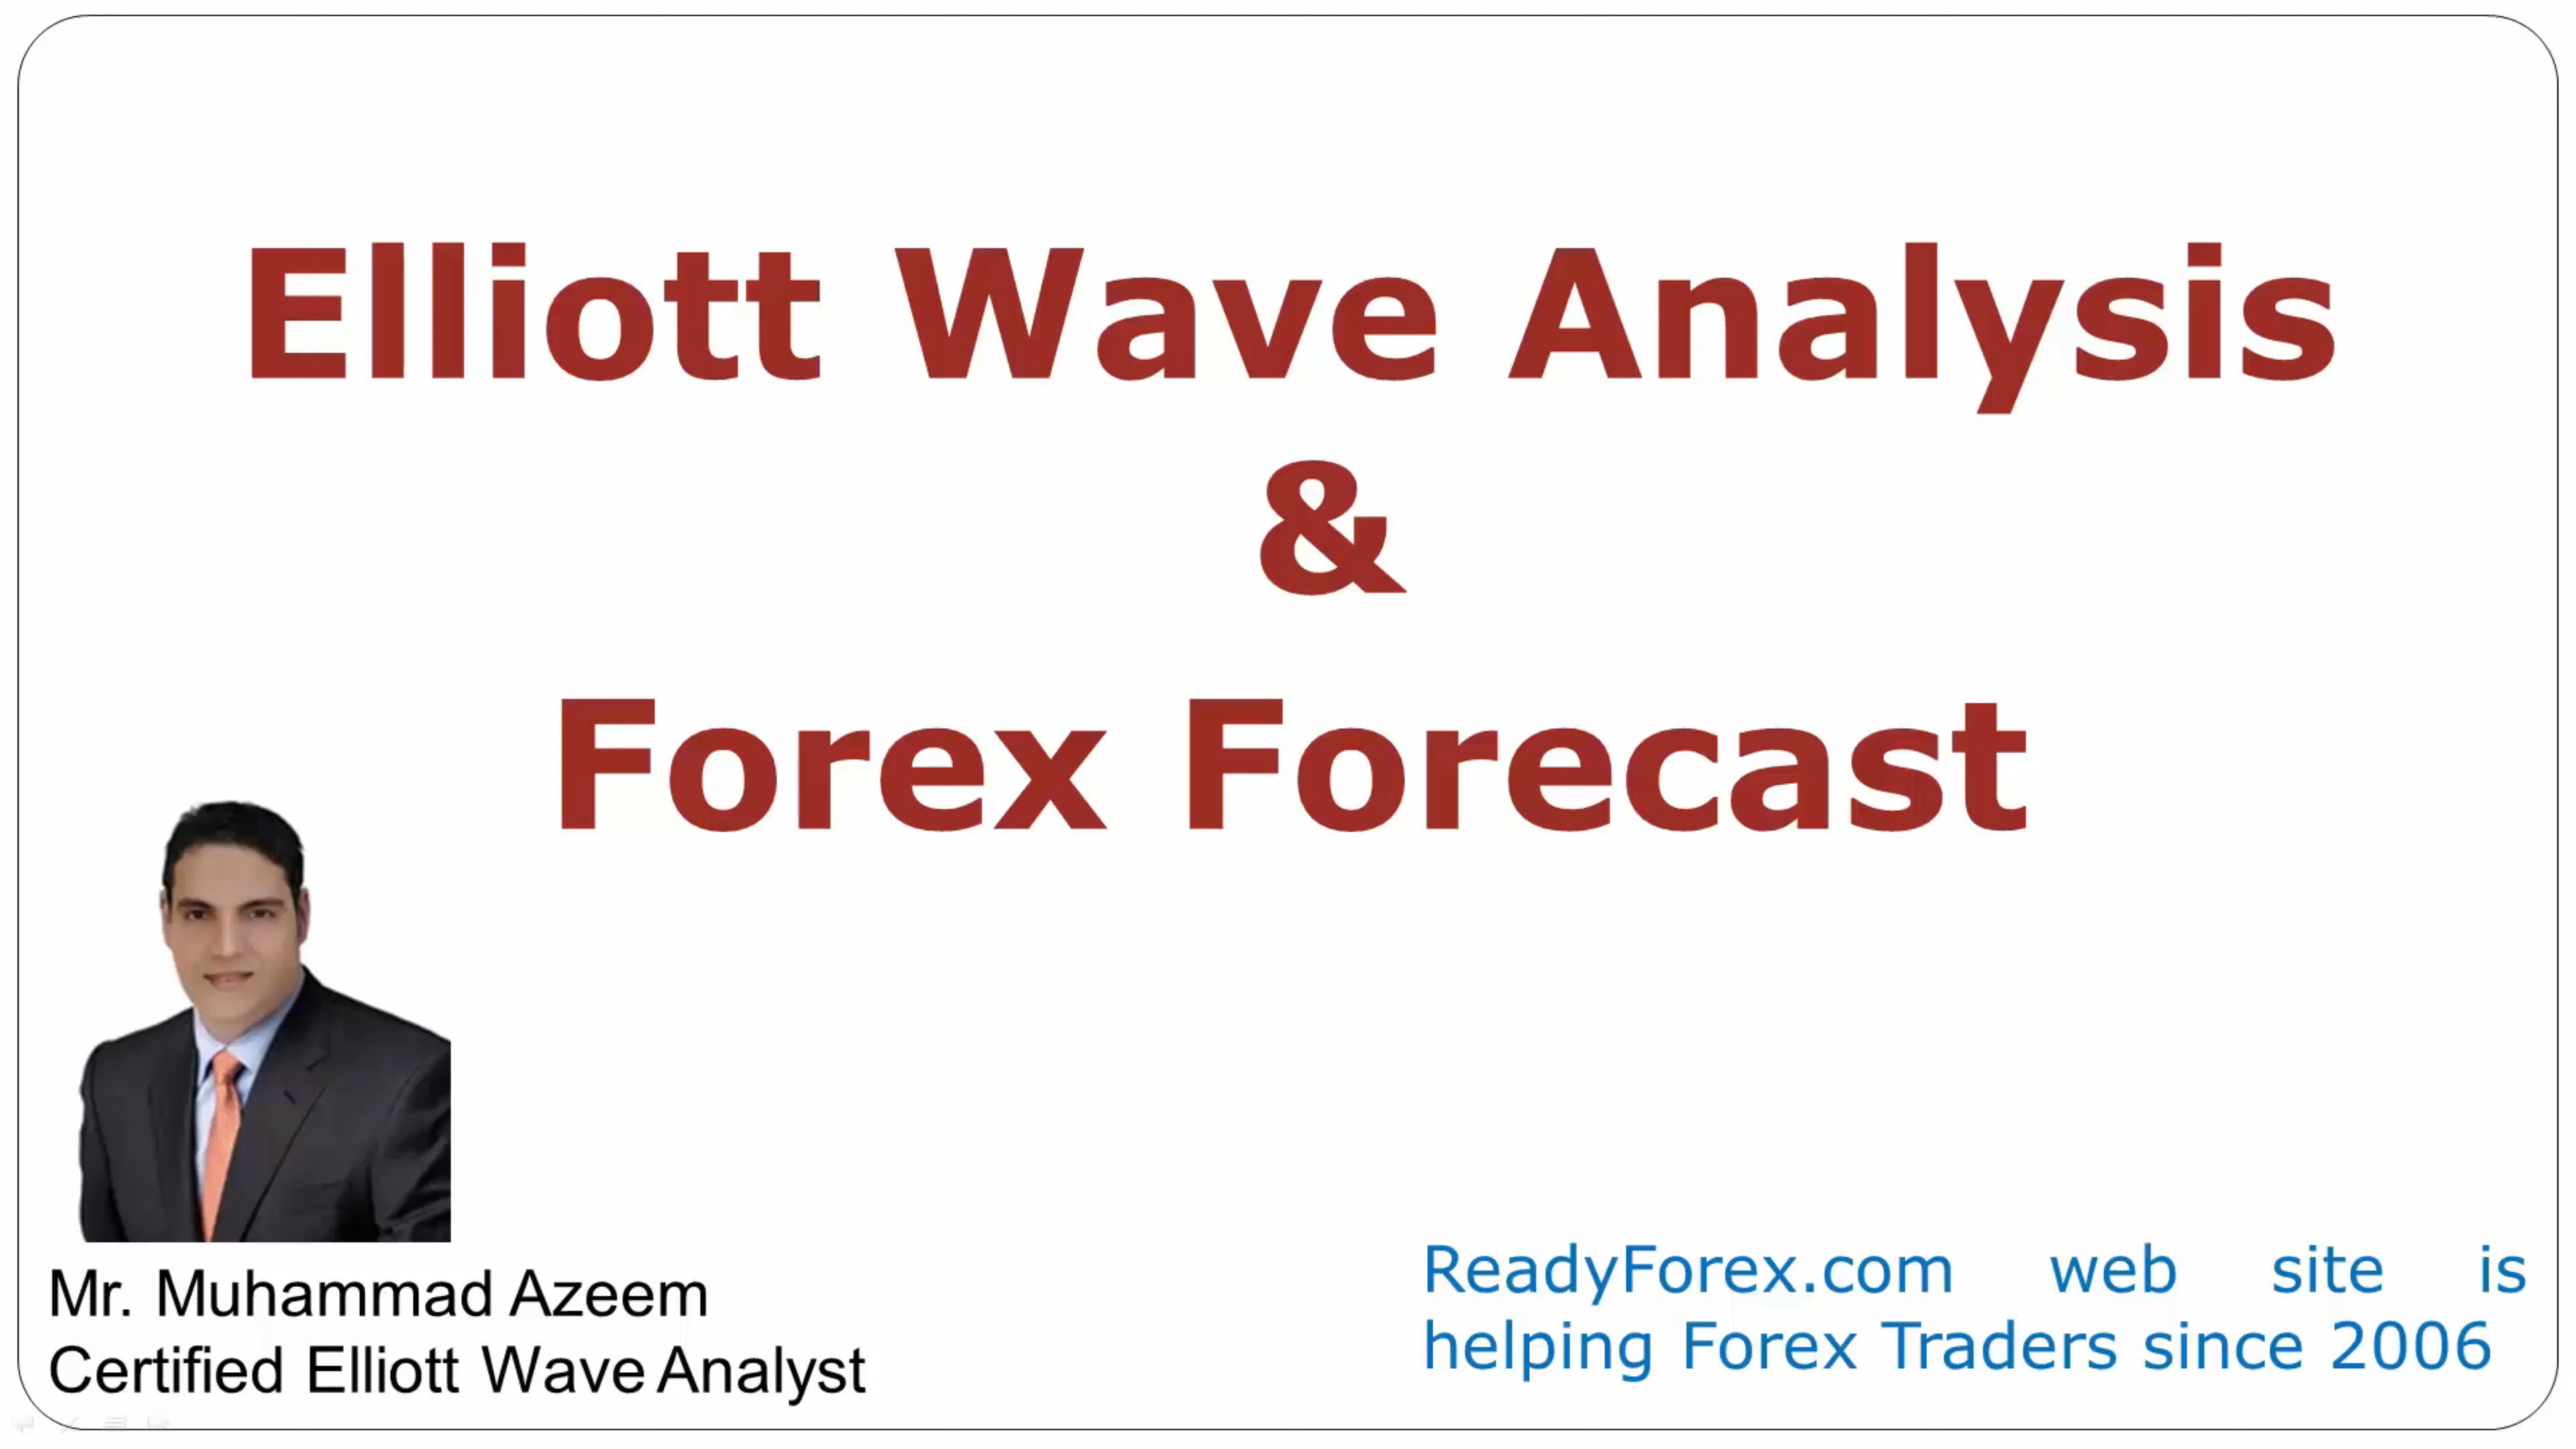 Elliott Wave Analysis
&
Forex Forecast
Mr. Muhammad Azeem
Certified Elliott Wave Analyst
ReadyForex.com web site is
helping Forex Traders since 2006